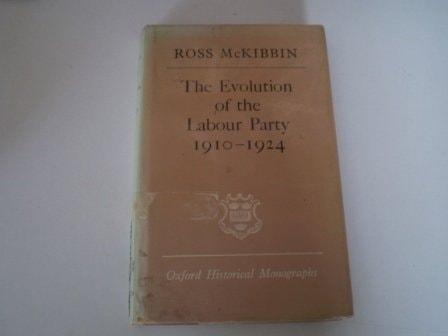 ROSS McKIBBIN
The Evolution
of the
Labour Party
1910–1924
Oxford Historical Monographs